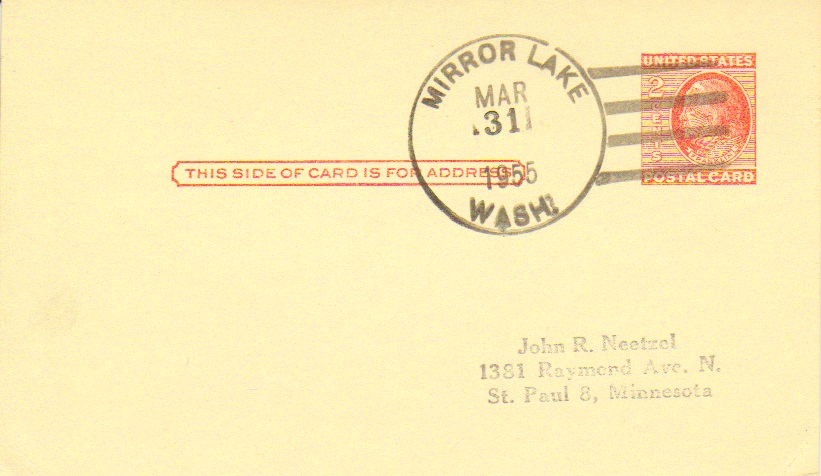 MIRROR LAKE
MAR
31
1955
WASH.
UNITED STATES
2
CENTS
POSTAL CARD
THIS SIDE OF CARD IS FOR ADDRESS
John R. Neetzel
1381 Raymond Ave. N.
St. Paul 8, Minnesota